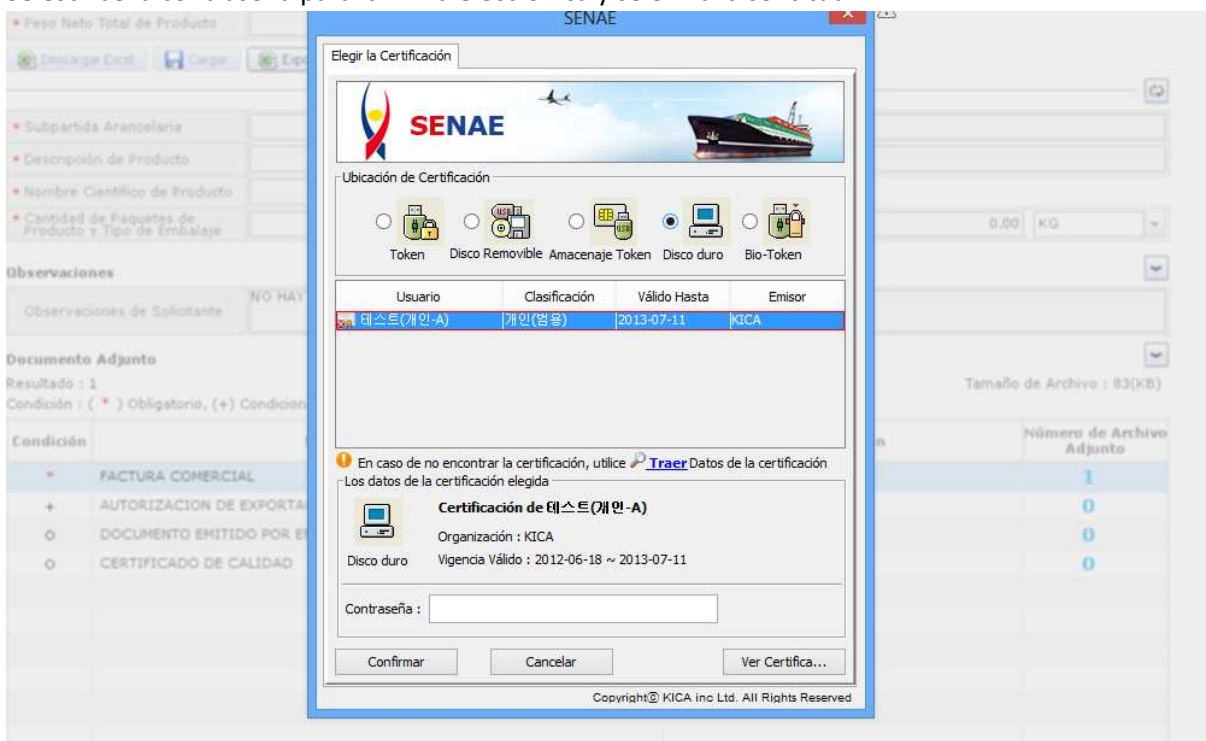 SENAE
Peso Neto Total de Producto
Descargar Excel Cargar
Elegir la Certificación
SENAE
Subpartida Arancelaria
Descripción de Producto
Ubicación de Certificación
Nombre Científico de Producto
Cantidad de Paquetes de
Producto y Tipo de Embalaje
0.00 KG
Token Disco Removible Amacenaje Token Disco duro Bio-Token
Observaciones
Observaciones de Solicitante NO HAY
Usuario Clasificación Válido Hasta Emisor
테스트(개인-A) 개인(범용) 2013-07-11 KICA
Documento Adjunto
Resultado : 1
Tamaño de Archivo : 83(KB)
Condición : ( * ) Obligatorio, (+)
Condición
Número de Archivo
Adjunto
En caso de no encontrar la certificación, utilice Traer Datos de la certificación
* FACTURA COMERCIAL 1
+ AUTORIZACION DE 0
O DOCUMENTO EMITIDO POR 0
O CERTIFICADO DE CALIDAD 0
Los datos de la certificación elegida
Certificación de 테스트(개인-A)
Organización : KICA
Disco duro Vigencia Válido : 2012-06-18 ~ 2013-07-11
Contraseña :
Confirmar Cancelar Ver Certifica...
Copyright© KICA inc Ltd. All Rights Reserved